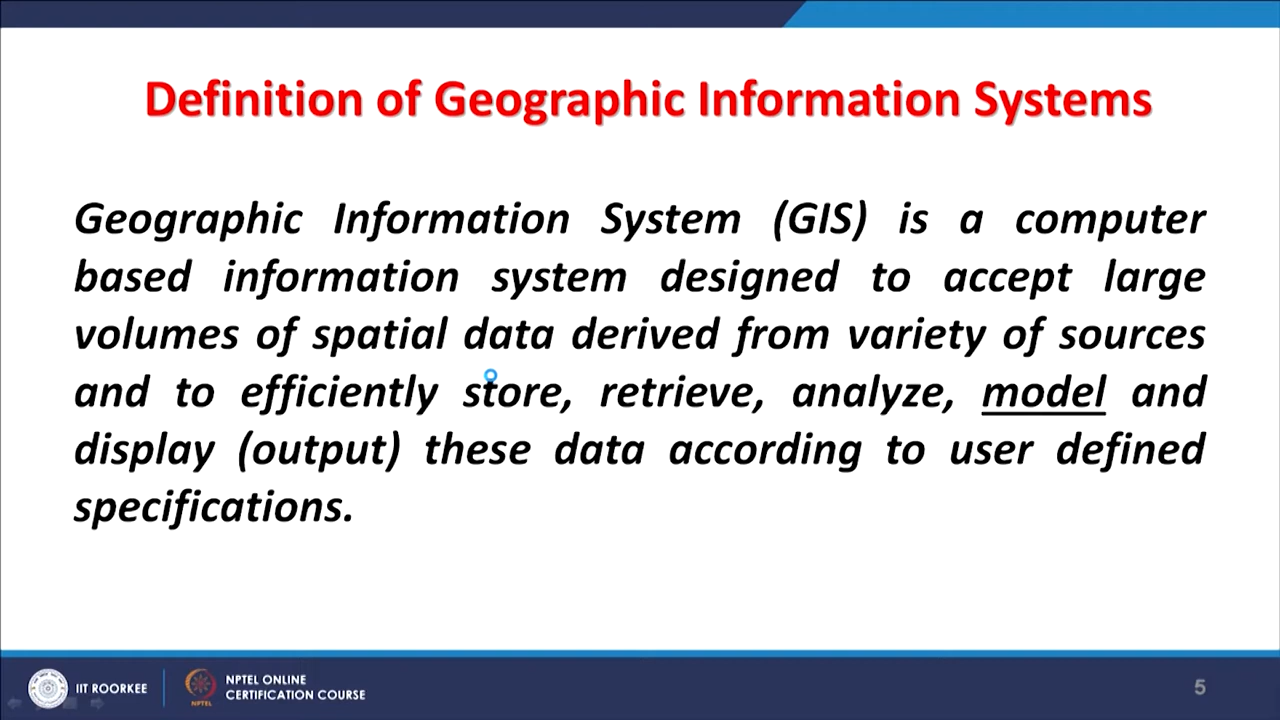 Definition of Geographic Information Systems
Geographic Information System (GIS) is a computer
based information system designed to accept large
volumes of spatial data derived from variety of sources
and to efficiently store, retrieve, analyze, model and
display (output) these data according to user defined
specifications.
IIT ROORKEE
NPTEL ONLINE
CERTIFICATION COURSE
NPTEL
5